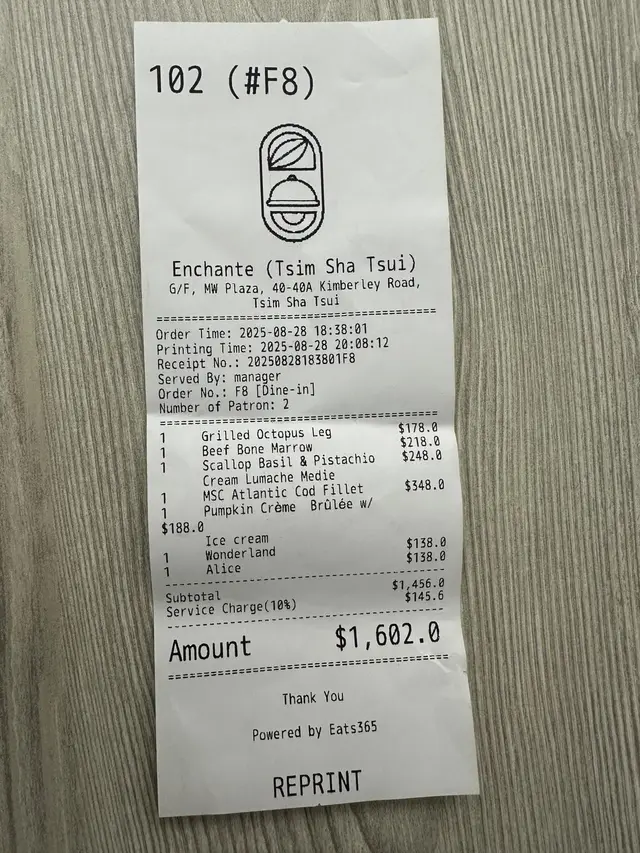 102 (#F8)
Enchante (Tsim Sha Tsui)
G/F, MW Plaza, 40-40A Kimberley Road,
Tsim Sha Tsui
Order Time: 2025-08-28 18:38:01
Printing Time: 2025-08-28 20:08:12
Receipt No.: 20250828183801F8
Served By: manager
Order No.: F8 [Dine-in]
Number of Patron: 2
1 Grilled Octopus Leg $178.0
1 Beef Bone Marrow $218.0
1 Scallop Basil & Pistachio $248.0
Cream Lumache Medie
1 MSC Atlantic Cod Fillet $348.0
1 Pumpkin Crème Brûlée w/
$188.0
Ice cream
1 Wonderland $138.0
1 Alice $138.0
Subtotal $1,456.0
Service Charge(10%) $145.6
Amount $1,602.0
Thank You
Powered by Eats365
REPRINT